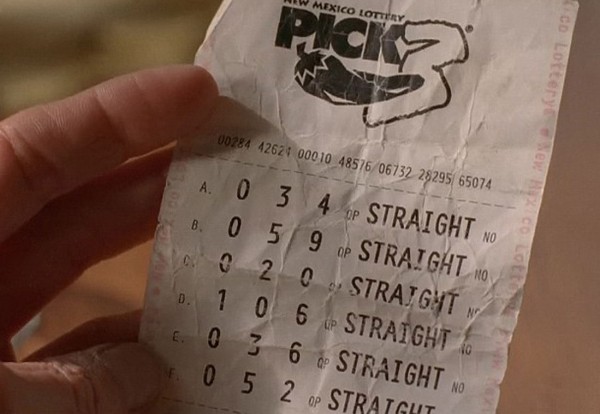 NEW MEXICO LOTTERY
PICK 3
00284 42624 00010 48576 06732 28295 65074
A. 0 3 4 QP STRAIGHT NO
B. 0 5 9 QP STRAIGHT NO
C. 0 2 0 QP STRAIGHT NO
D. 1 0 6 QP STRAIGHT NO
E. 0 3 6 QP STRAIGHT NO
F. 0 5 2 QP STRAIGHT